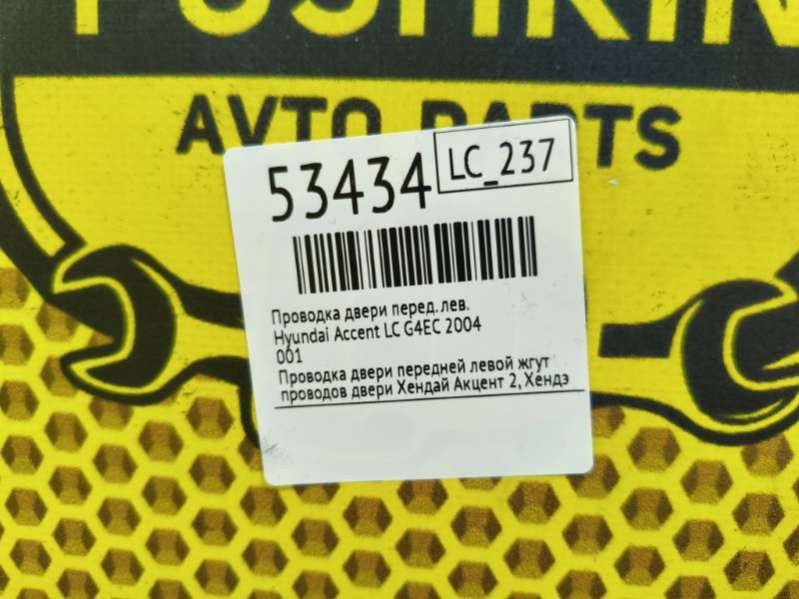 PUSHKIN
AVTO PARTS
53434
LC_237
Проводка двери перед. лев.
Hyundai Accent LC G4EC 2004
001
Проводка двери передней левой жгут
проводов двери Хендай Акцент 2, Хендэ